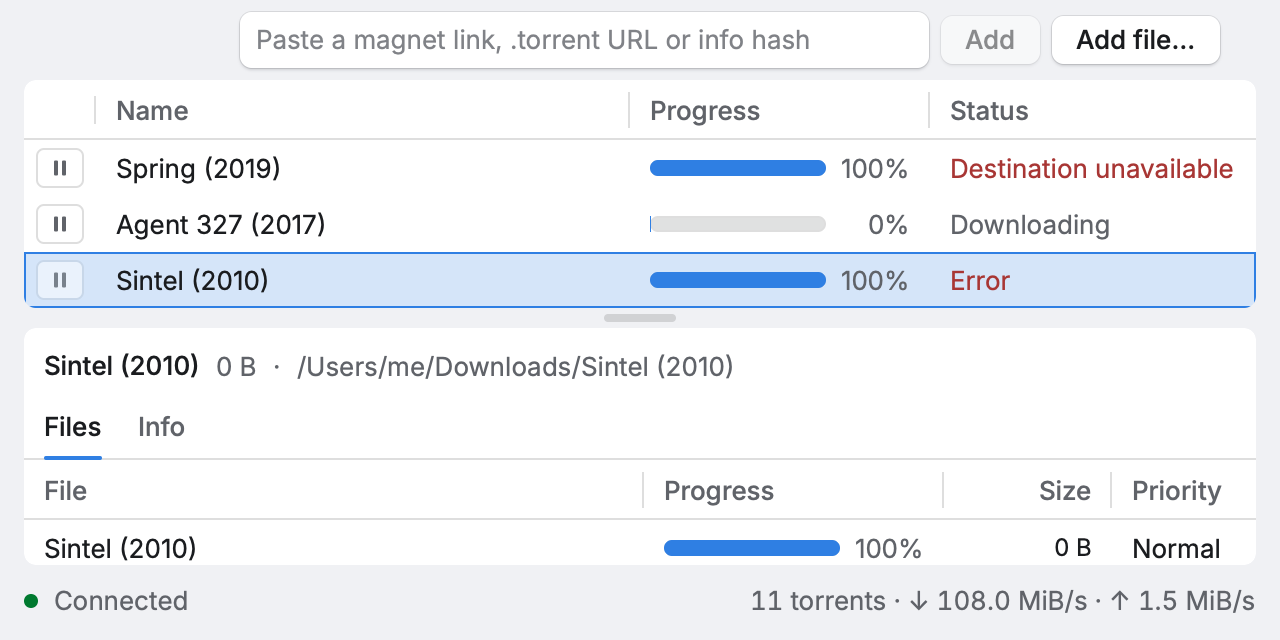 Paste a magnet link, .torrent URL or info hash Add Add file...
Name Progress Status
Spring (2019) 100% Destination unavailable
Agent 327 (2017) 0% Downloading
Sintel (2010) 100% Error
Sintel (2010) 0 B · /Users/me/Downloads/Sintel (2010)
Files Info
File Progress Size Priority
Sintel (2010) 100% 0 B Normal
Connected 11 torrents · ↓ 108.0 MiB/s · ↑ 1.5 MiB/s